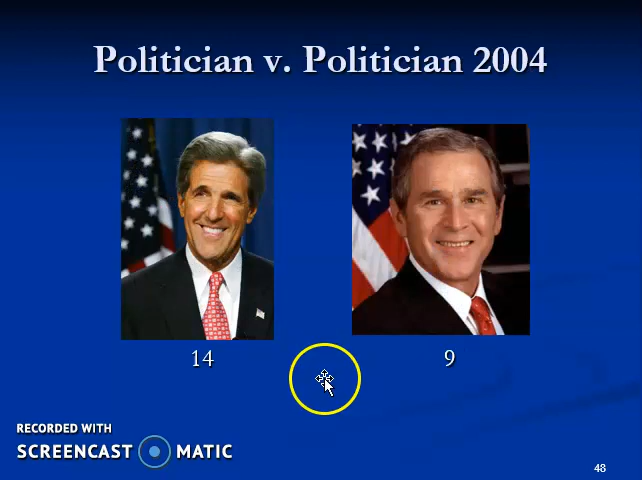 Politician v. Politician 2004
14
9
RECORDED WITH
SCREENCAST MATIC
48